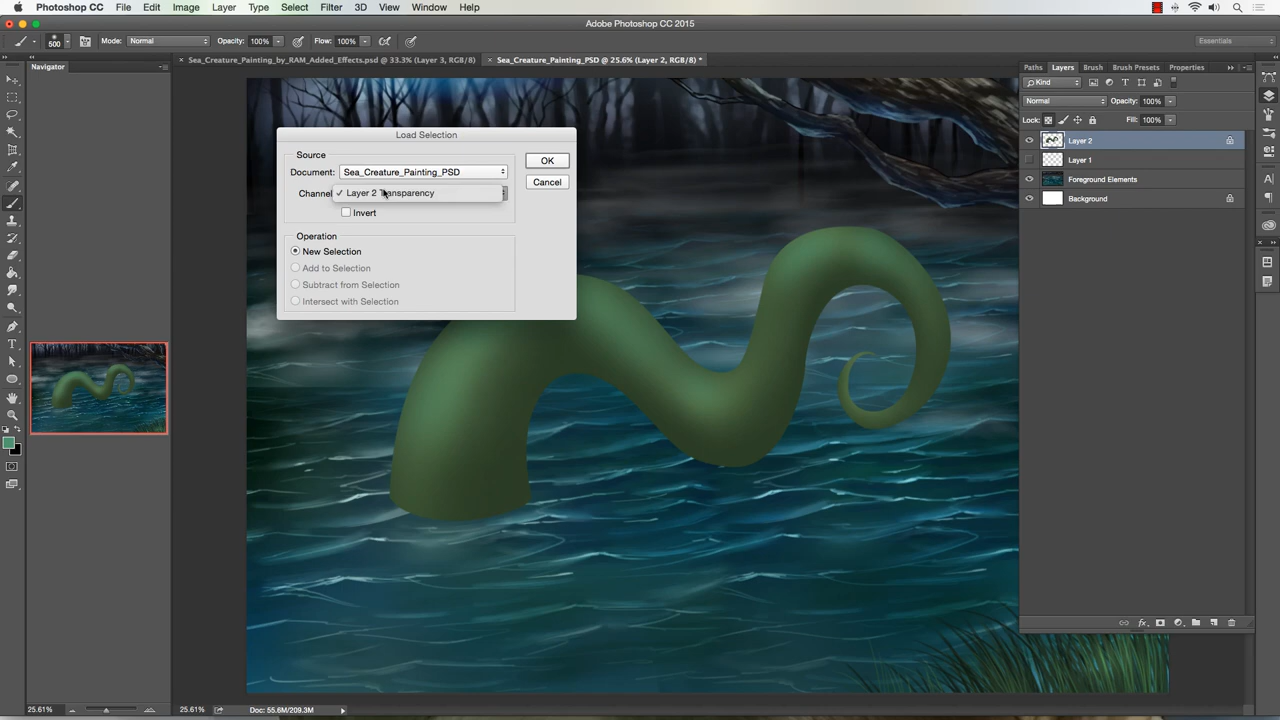 Photoshop CC File Edit Image Layer Type Select Filter 3D View Window Help
Adobe Photoshop CC 2015
500 Mode: Normal Opacity: 100% Flow: 100% Essentials
× Sea_Creature_Painting_by_RAM_Added_Effects.psd @ 33.3% (Layer 3, RGB/8) × Sea_Creature_Painting_PSD @ 25.6% (Layer 2, RGB/8) *
Navigator
Paths Layers Brush Brush Presets Properties
Kind
Normal Opacity: 100%
Lock: Fill: 100%
Layer 2
Layer 1
Foreground Elements
Background
Load Selection
Source
Document: Sea_Creature_Painting_PSD
Channel ✓ Layer 2 Transparency
Invert
OK
Cancel
Operation
New Selection
Add to Selection
Subtract from Selection
Intersect with Selection
25.61% 25.61% Doc: 55.6M/209.3M